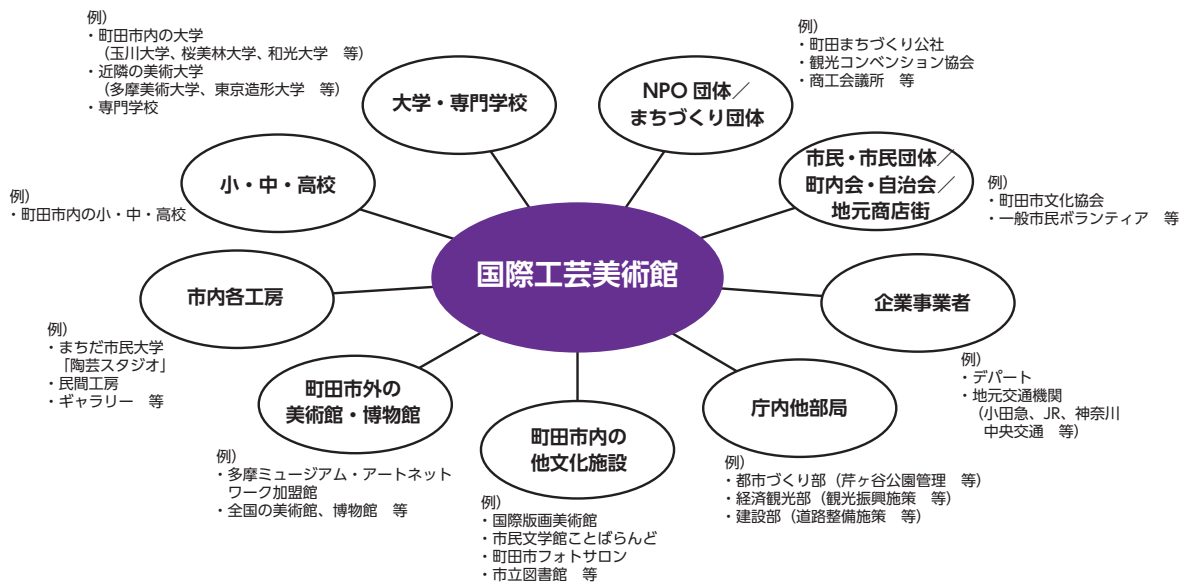 例)
・町田市内の大学
(玉川大学、桜美林大学、和光大学　等)
・近隣の美術大学
(多摩美術大学、東京造形大学　等)
・専門学校
大学・専門学校
例)
・町田まちづくり公社
・観光コンベンション協会
・商工会議所　等
NPO 団体／
まちづくり団体
小・中・高校
例)
・町田市内の小・中・高校
市民・市民団体／
町内会・自治会／
地元商店街
例)
・町田市文化協会
・一般市民ボランティア　等
国際工芸美術館
市内各工房
例)
・まちだ市民大学
「陶芸スタジオ」
・民間工房
・ギャラリー　等
企業事業者
例)
・デパート
・地元交通機関
(小田急、JR、神奈川
中央交通　等)
町田市外の
美術館・博物館
例)
・多摩ミュージアム・アートネット
ワーク加盟館
・全国の美術館、博物館　等
町田市内の
他文化施設
例)
・国際版画美術館
・市民文学館ことばらんど
・町田市フォトサロン
・市立図書館　等
庁内他部局
例)
・都市づくり部（芹ヶ谷公園管理　等）
・経済観光部（観光振興施策　等）
・建設部（道路整備施策　等）